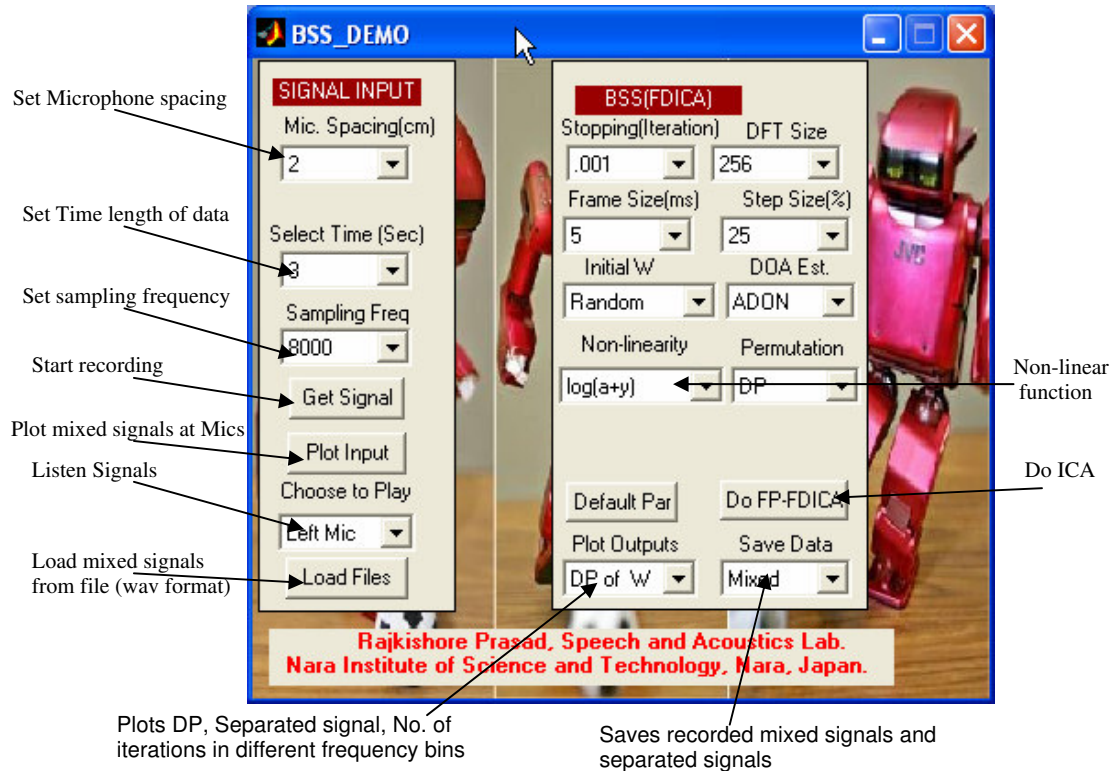 BSS_DEMO
Set Microphone spacing
Set Time length of data
Set sampling frequency
Start recording
Plot mixed signals at Mics
Listen Signals
Load mixed signals
from file (wav format)
SIGNAL INPUT
Mic. Spacing(cm)
2
Select Time (Sec)
3
Sampling Freq
8000
Get Signal
Plot Input
Choose to Play
Left Mic
Load Files
BSS(FDICA)
Stopping(Iteration) DFT Size
.001 256
Frame Size(ms) Step Size(%)
5 25
Initial W DOA Est.
Random ADON
Non-linearity Permutation
log(a+y) DP
Default Par Do FP-FDICA
Plot Outputs Save Data
DP of W Mixed
JVC
Non-linear
function
Do ICA
Rajkishore Prasad, Speech and Acoustics Lab.
Nara Institute of Science and Technology, Nara, Japan.
Plots DP, Separated signal, No. of
iterations in different frequency bins
Saves recorded mixed signals and
separated signals